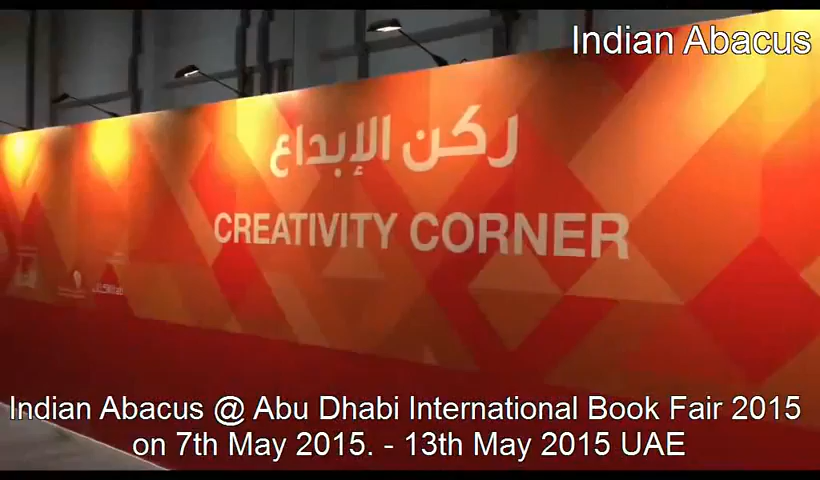 Indian Abacus
ركن الإبداع
CREATIVITY CORNER
Indian Abacus @ Abu Dhabi International Book Fair 2015
on 7th May 2015. - 13th May 2015 UAE